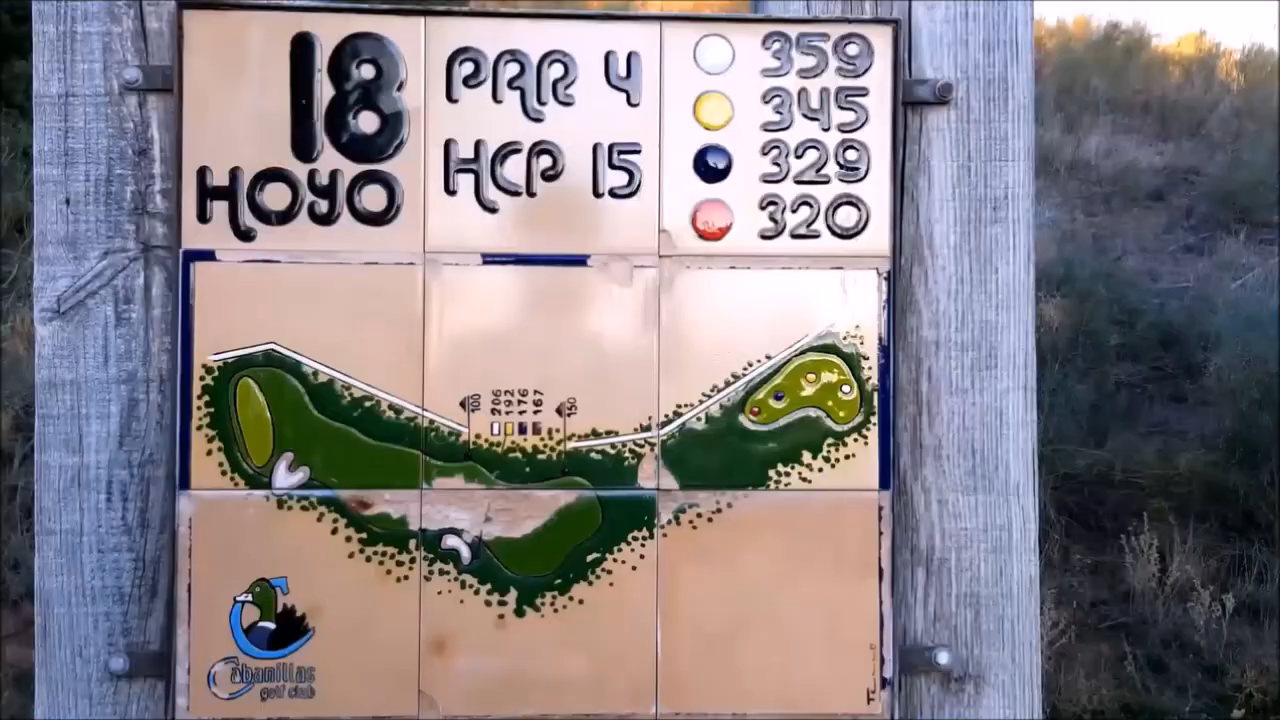 18
HOYO
PAR 4
HCP 15
359
345
329
320
100
206
192
176
167
150
Cabanillas
golf club